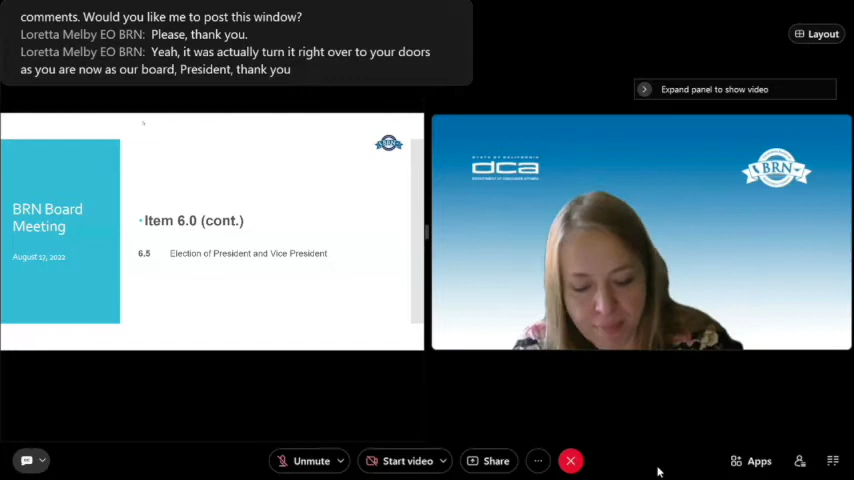 comments. Would you like me to post this window?
Loretta Melby EO BRN: Please, thank you.
Loretta Melby EO BRN: Yeah, it was actually turn it right over to your doors
as you are now as our board, President, thank you
Layout
Expand panel to show video
BRN
BRN Board
Meeting
August 17, 2022
Item 6.0 (cont.)
6.5 Election of President and Vice President
STATE OF CALIFORNIA
dca
DEPARTMENT OF CONSUMER AFFAIRS
BRN
Unmute
Start video
Share
Apps